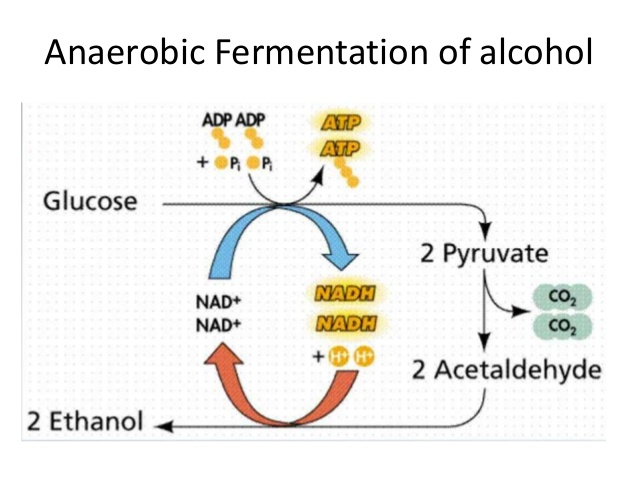 Anaerobic Fermentation of alcohol
ADP ADP
ATP
ATP
+ Pi Pi
Glucose
2 Pyruvate
NAD+
NAD+
NADH
NADH
+ H+ H+
CO₂
CO₂
2 Acetaldehyde
2 Ethanol